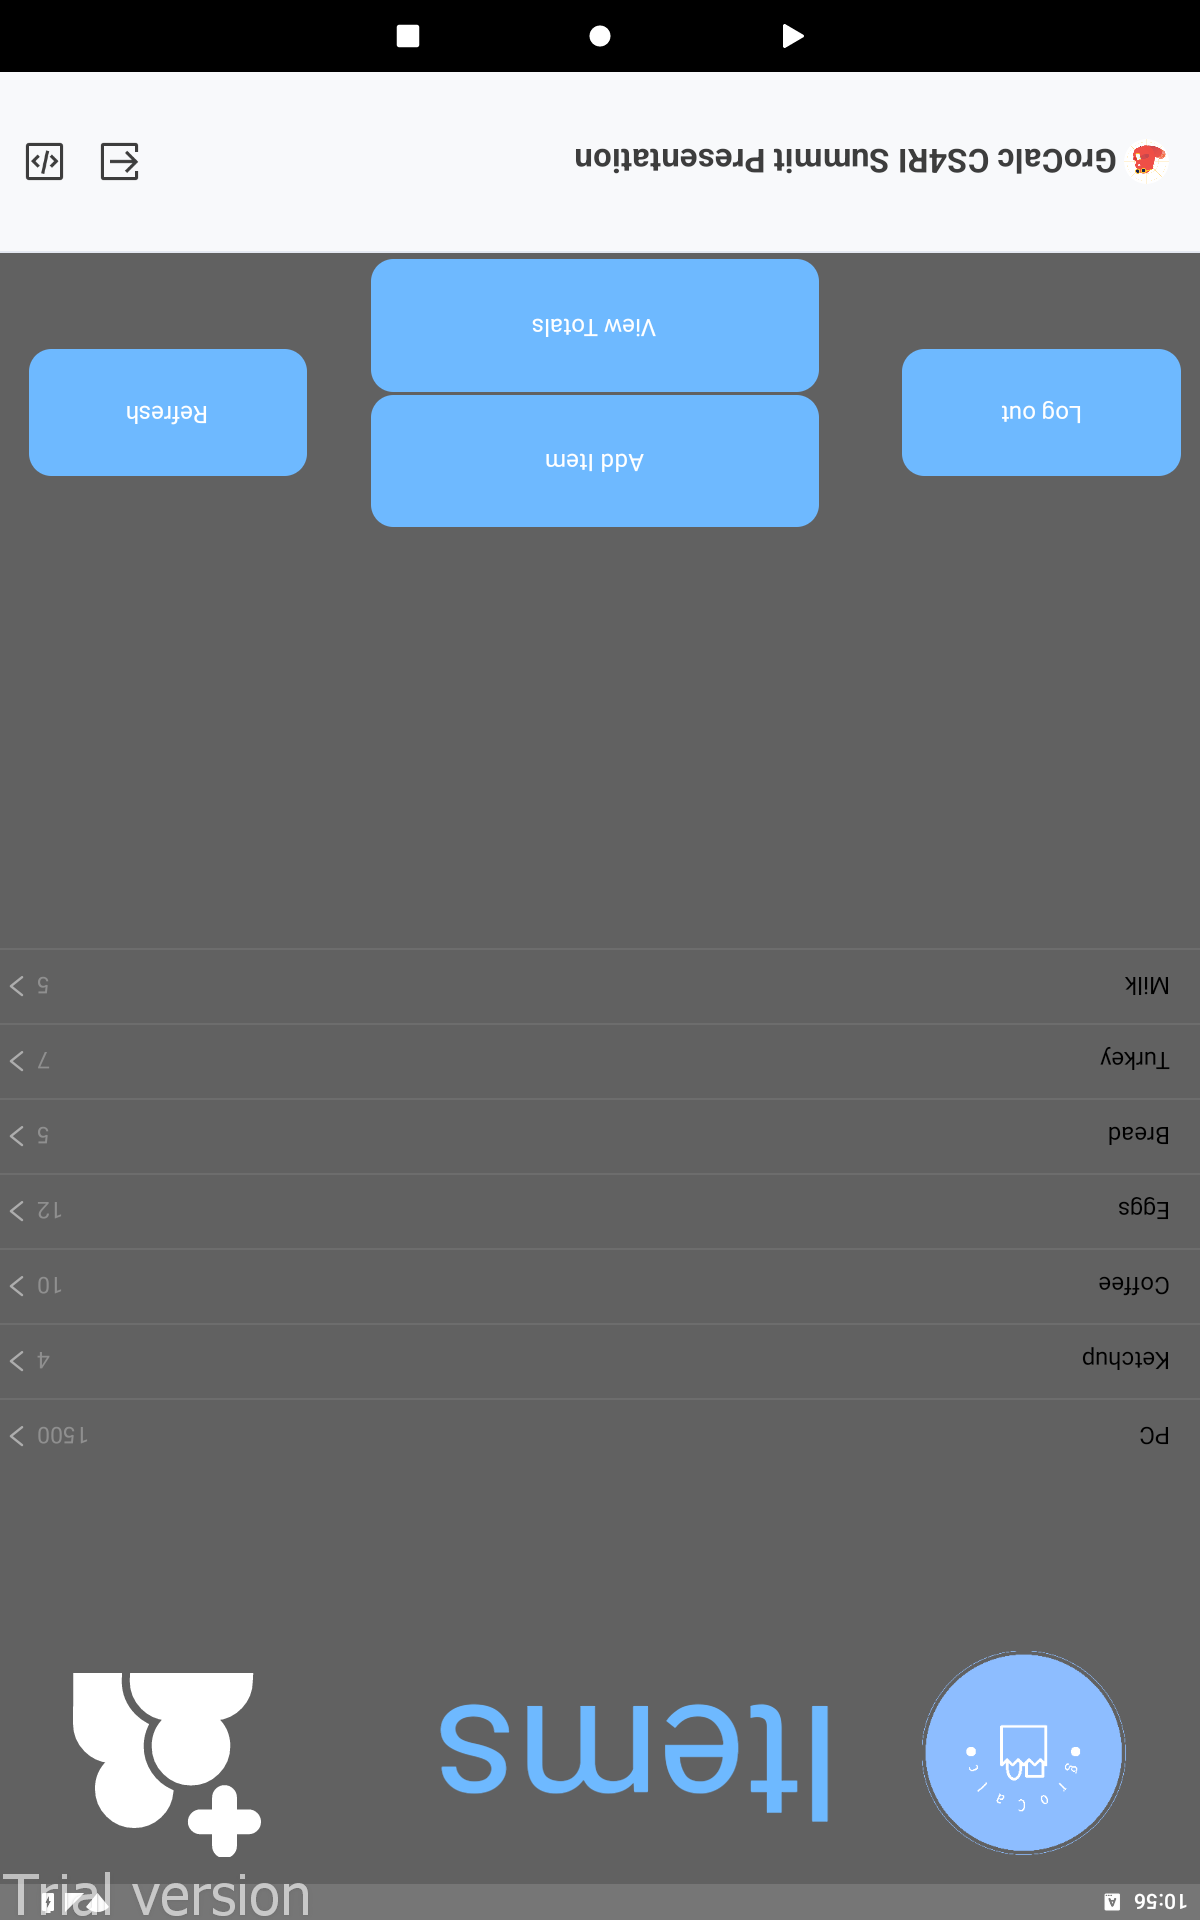 10:56
groCalc
Items
PC 1500
Ketchup 4
Coffee 10
Eggs 12
Bread 5
Turkey 7
Milk 5
Add Item
Log out
Refresh
View Totals
GroCalc CS4RI Summit Presentation
</>
Trial version